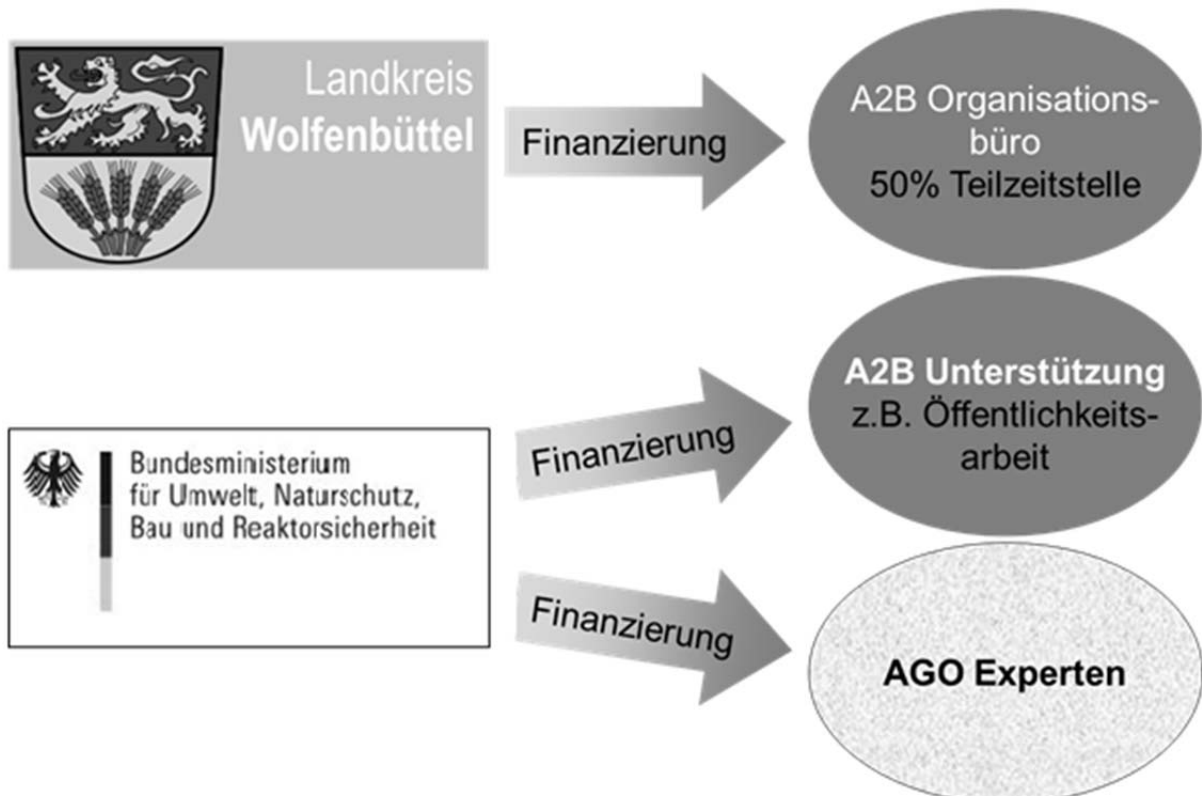 Landkreis
Wolfenbüttel
Finanzierung
A2B Organisations-
büro
50% Teilzeitstelle
Bundesministerium
für Umwelt, Naturschutz,
Bau und Reaktorsicherheit
Finanzierung
A2B Unterstützung
z.B. Öffentlichkeits-
arbeit
Finanzierung
AGO Experten